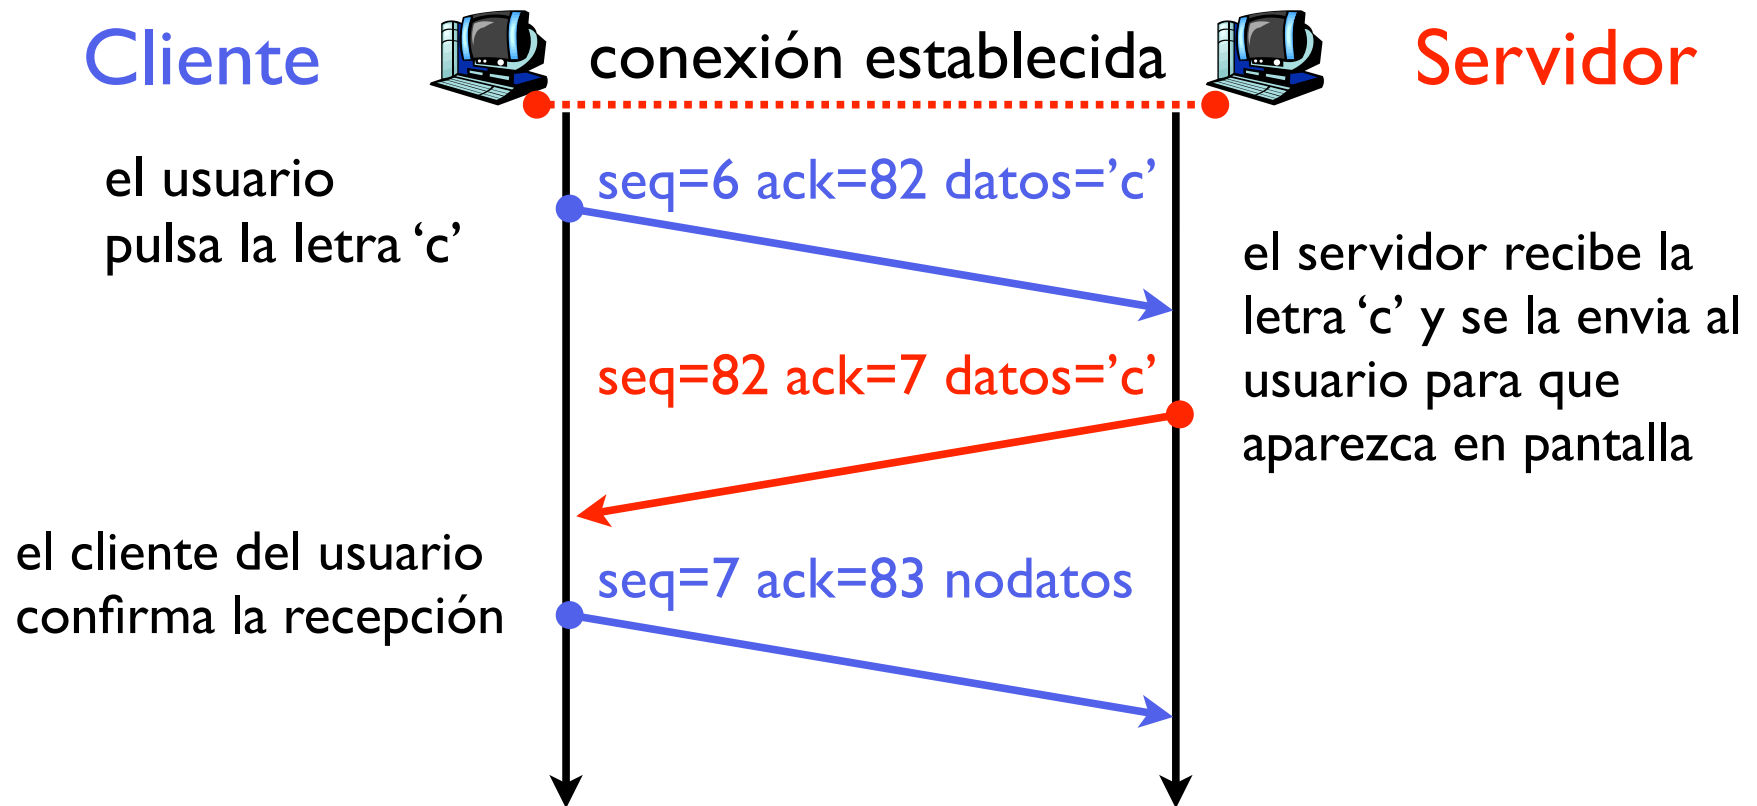 Cliente
conexión establecida
Servidor
el usuario
pulsa la letra ‘c’
seq=6 ack=82 datos=’c’
el servidor recibe la
letra ‘c’ y se la envia al
usuario para que
aparezca en pantalla
seq=82 ack=7 datos=’c’
el cliente del usuario
confirma la recepción
seq=7 ack=83 nodatos